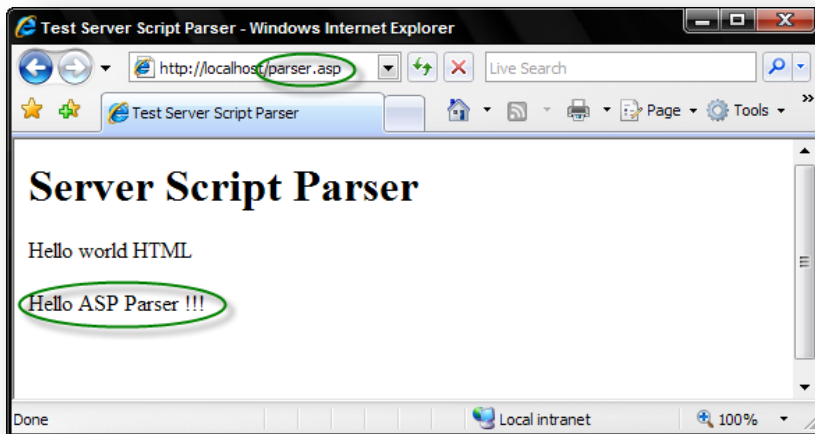 Test Server Script Parser - Windows Internet Explorer
http://localhost/parser.asp
Live Search
Test Server Script Parser
Page
Tools
»
Server Script Parser
Hello world HTML
Hello ASP Parser !!!
Done
Local intranet
100%